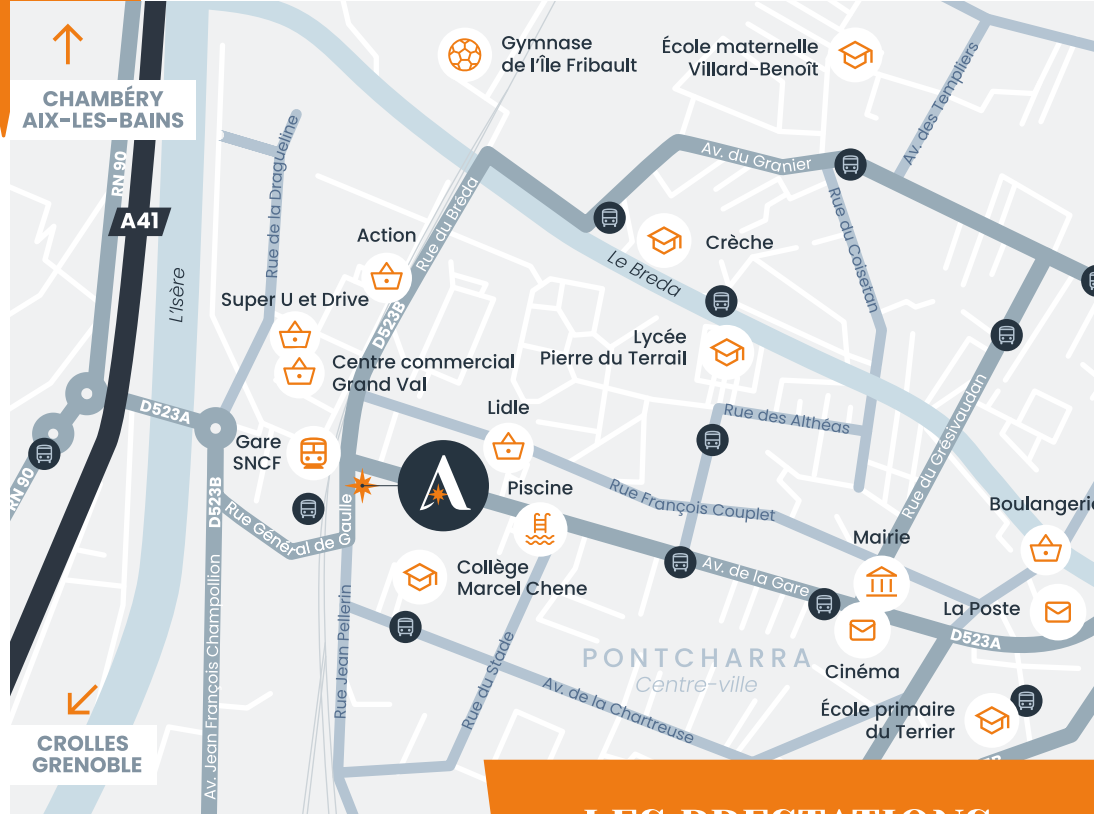 Gymnase
de l'Île Fribault
École maternelle
Villard-Benoît
CHAMBÉRY
AIX-LES-BAINS
RN 90
A41
L'Isère
Rue de la Dragueline
Rue du Bréda
Av. du Granier
Av. des Templiers
Action
Crèche
Rue du Coisetan
Le Breda
Super U et Drive
D523B
Lycée
Pierre du Terrail
Centre commercial
Grand Val
D523A
Lidle
Rue des Althéas
Rue du Grésivaudan
Gare
SNCF
A
Piscine
Rue François Couplet
Boulangerie
RN 90
D523B
Rue Général de Gaulle
Mairie
Collège
Marcel Chene
Av. de la Gare
La Poste
D523A
Av. Jean François Champollion
Rue Jean Pellerin
Rue du Stade
PONTCHARRA
Centre-ville
Cinéma
Av. de la Chartreuse
École primaire
du Terrier
CROLLES
GRENOBLE
LES PRESTATIONS